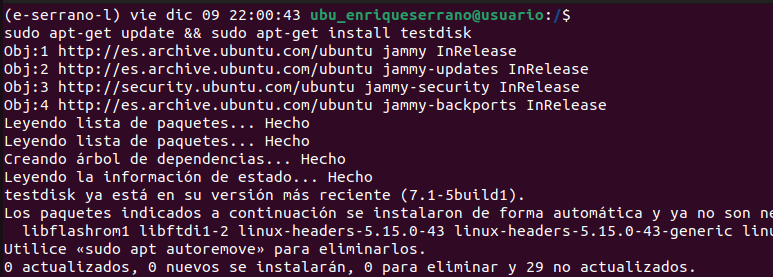 (e-serrano-l) vie dic 09 22:00:43 ubu_enriqueserrano@usuario:/$
sudo apt-get update && sudo apt-get install testdisk
Obj:1 http://es.archive.ubuntu.com/ubuntu jammy InRelease
Obj:2 http://es.archive.ubuntu.com/ubuntu jammy-updates InRelease
Obj:3 http://security.ubuntu.com/ubuntu jammy-security InRelease
Obj:4 http://es.archive.ubuntu.com/ubuntu jammy-backports InRelease
Leyendo lista de paquetes... Hecho
Leyendo lista de paquetes... Hecho
Creando árbol de dependencias... Hecho
Leyendo la información de estado... Hecho
testdisk ya está en su versión más reciente (7.1-5build1).
Los paquetes indicados a continuación se instalaron de forma automática y ya no son ne
libflashrom1 libftdi1-2 linux-headers-5.15.0-43 linux-headers-5.15.0-43-generic linu
Utilice «sudo apt autoremove» para eliminarlos.
0 actualizados, 0 nuevos se instalarán, 0 para eliminar y 29 no actualizados.